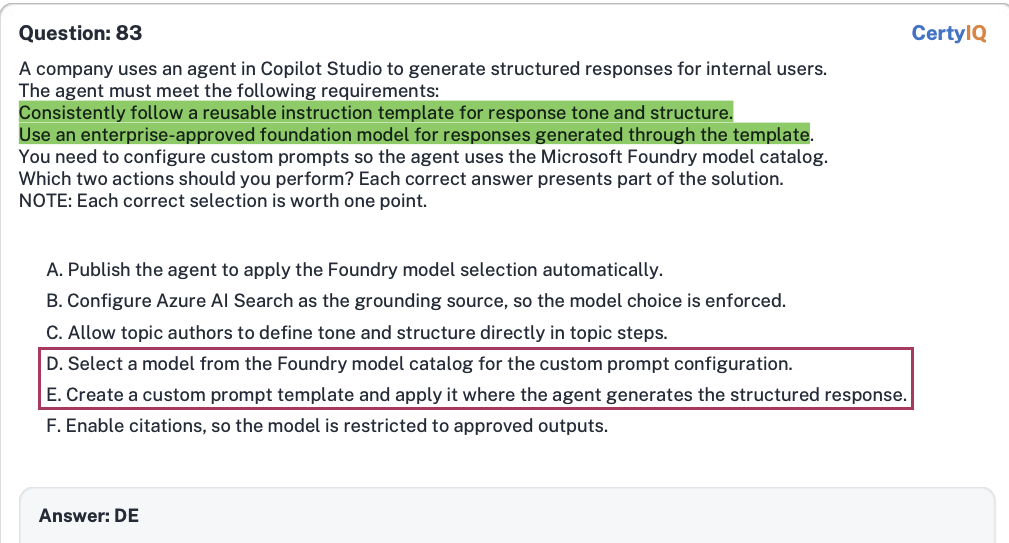 Question: 83
CertyIQ
A company uses an agent in Copilot Studio to generate structured responses for internal users.
The agent must meet the following requirements:
Consistently follow a reusable instruction template for response tone and structure.
Use an enterprise-approved foundation model for responses generated through the template.
You need to configure custom prompts so the agent uses the Microsoft Foundry model catalog.
Which two actions should you perform? Each correct answer presents part of the solution.
NOTE: Each correct selection is worth one point.
A. Publish the agent to apply the Foundry model selection automatically.
B. Configure Azure AI Search as the grounding source, so the model choice is enforced.
C. Allow topic authors to define tone and structure directly in topic steps.
D. Select a model from the Foundry model catalog for the custom prompt configuration.
E. Create a custom prompt template and apply it where the agent generates the structured response.
F. Enable citations, so the model is restricted to approved outputs.
Answer: DE